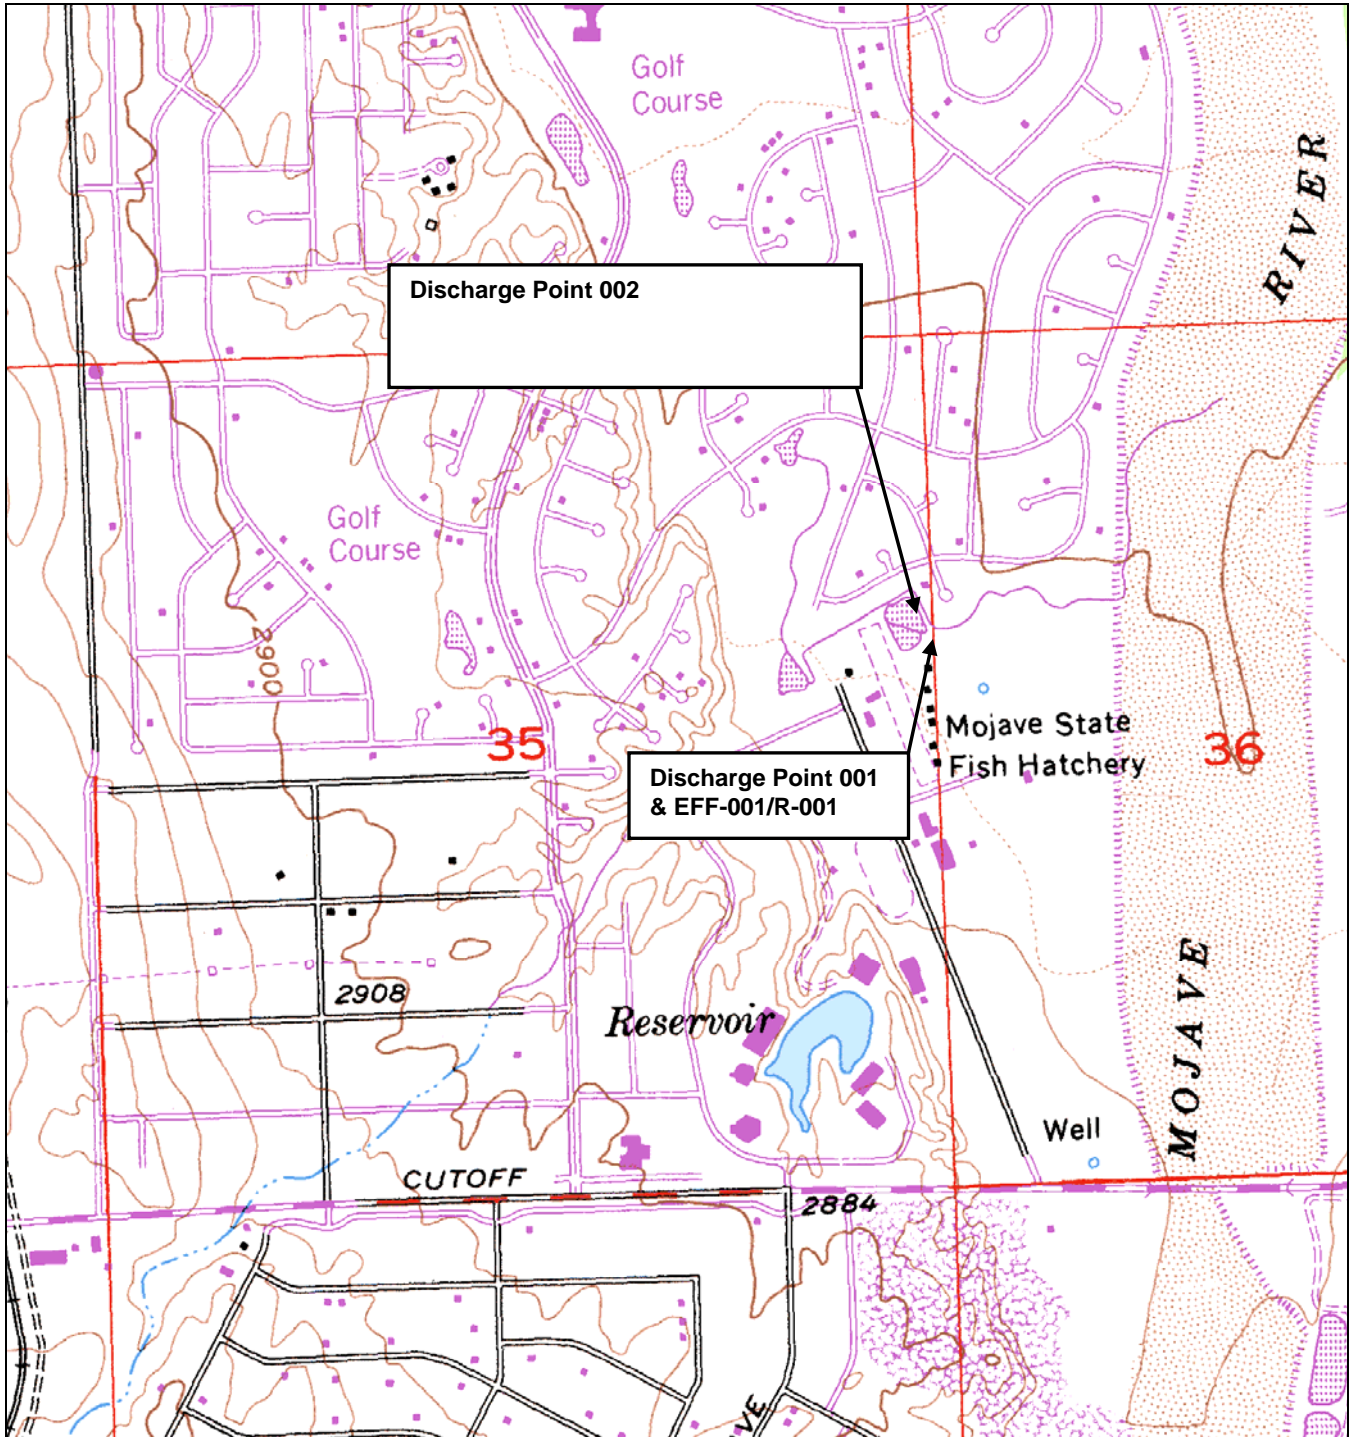 Golf
Course
RIVER
Discharge Point 002
Golf
Course
2900
35
Mojave State
Fish Hatchery
36
Discharge Point 001
& EFF-001/R-001
2908
Reservoir
MOJAVE
Well
CUTOFF
2884
VE